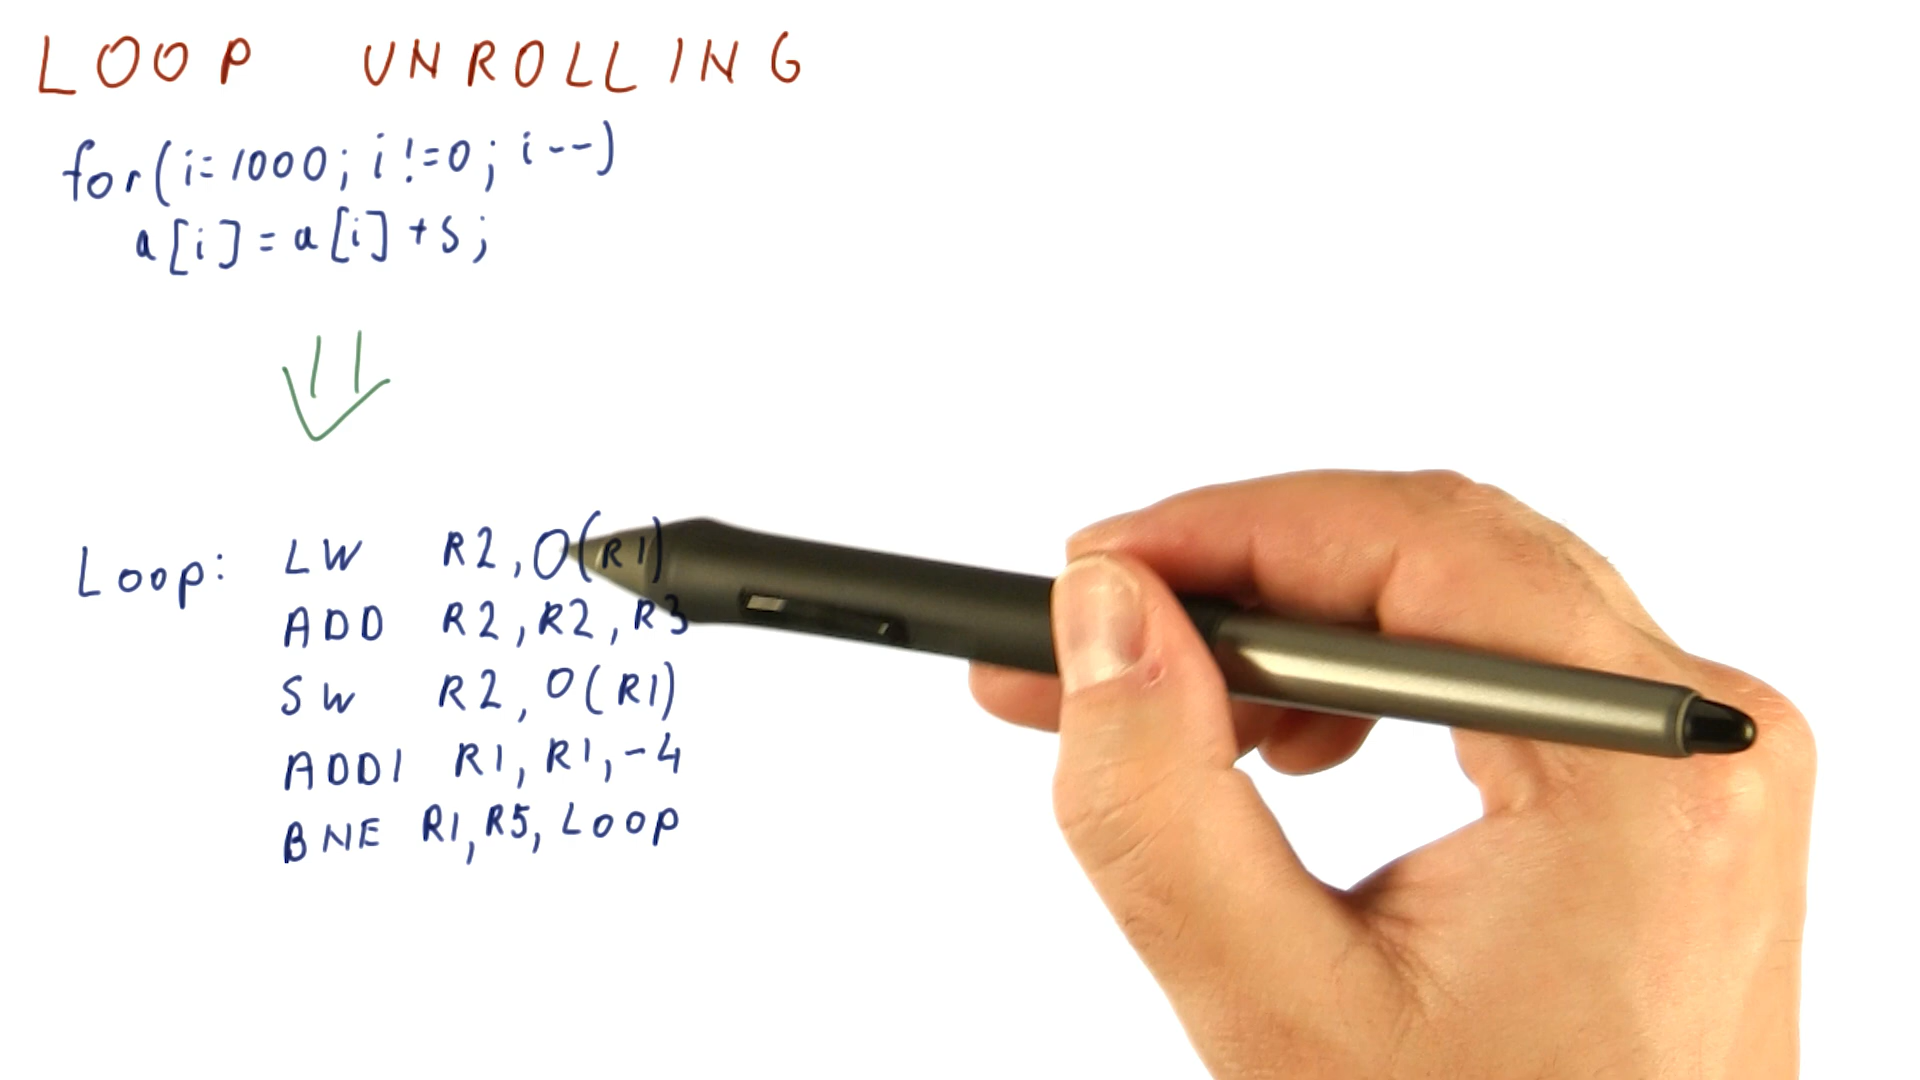 LOOP UNROLLING
for(i=1000; i!=0; i--)
a[i]=a[i]+s;
Loop: LW R2, 0(R1)
ADD R2, R2, R3
SW R2, 0(R1)
ADDI R1, R1, -4
BNE R1, R5, Loop